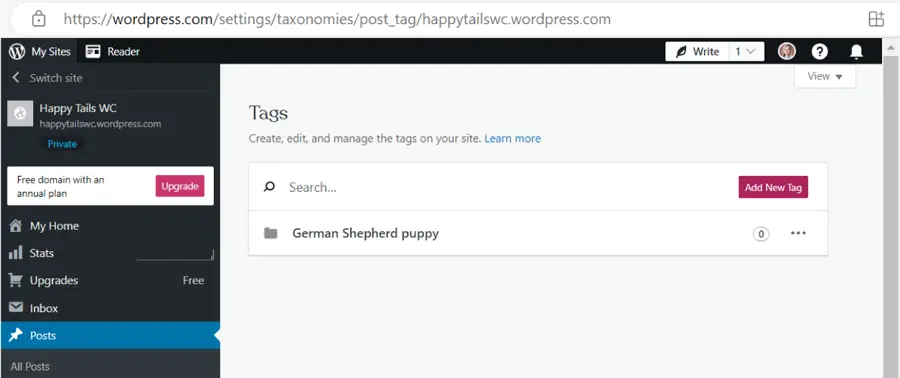 https://wordpress.com/settings/taxonomies/post_tag/happytailswc.wordpress.com
My Sites
Reader
Write
1
Switch site
View
Happy Tails WC
happytailswc.wordpress.com
Private
Tags
Create, edit, and manage the tags on your site. Learn more
Free domain with an
annual plan
Upgrade
Search...
Add New Tag
My Home
German Shepherd puppy
0
Stats
Upgrades
Free
Inbox
Posts
All Posts